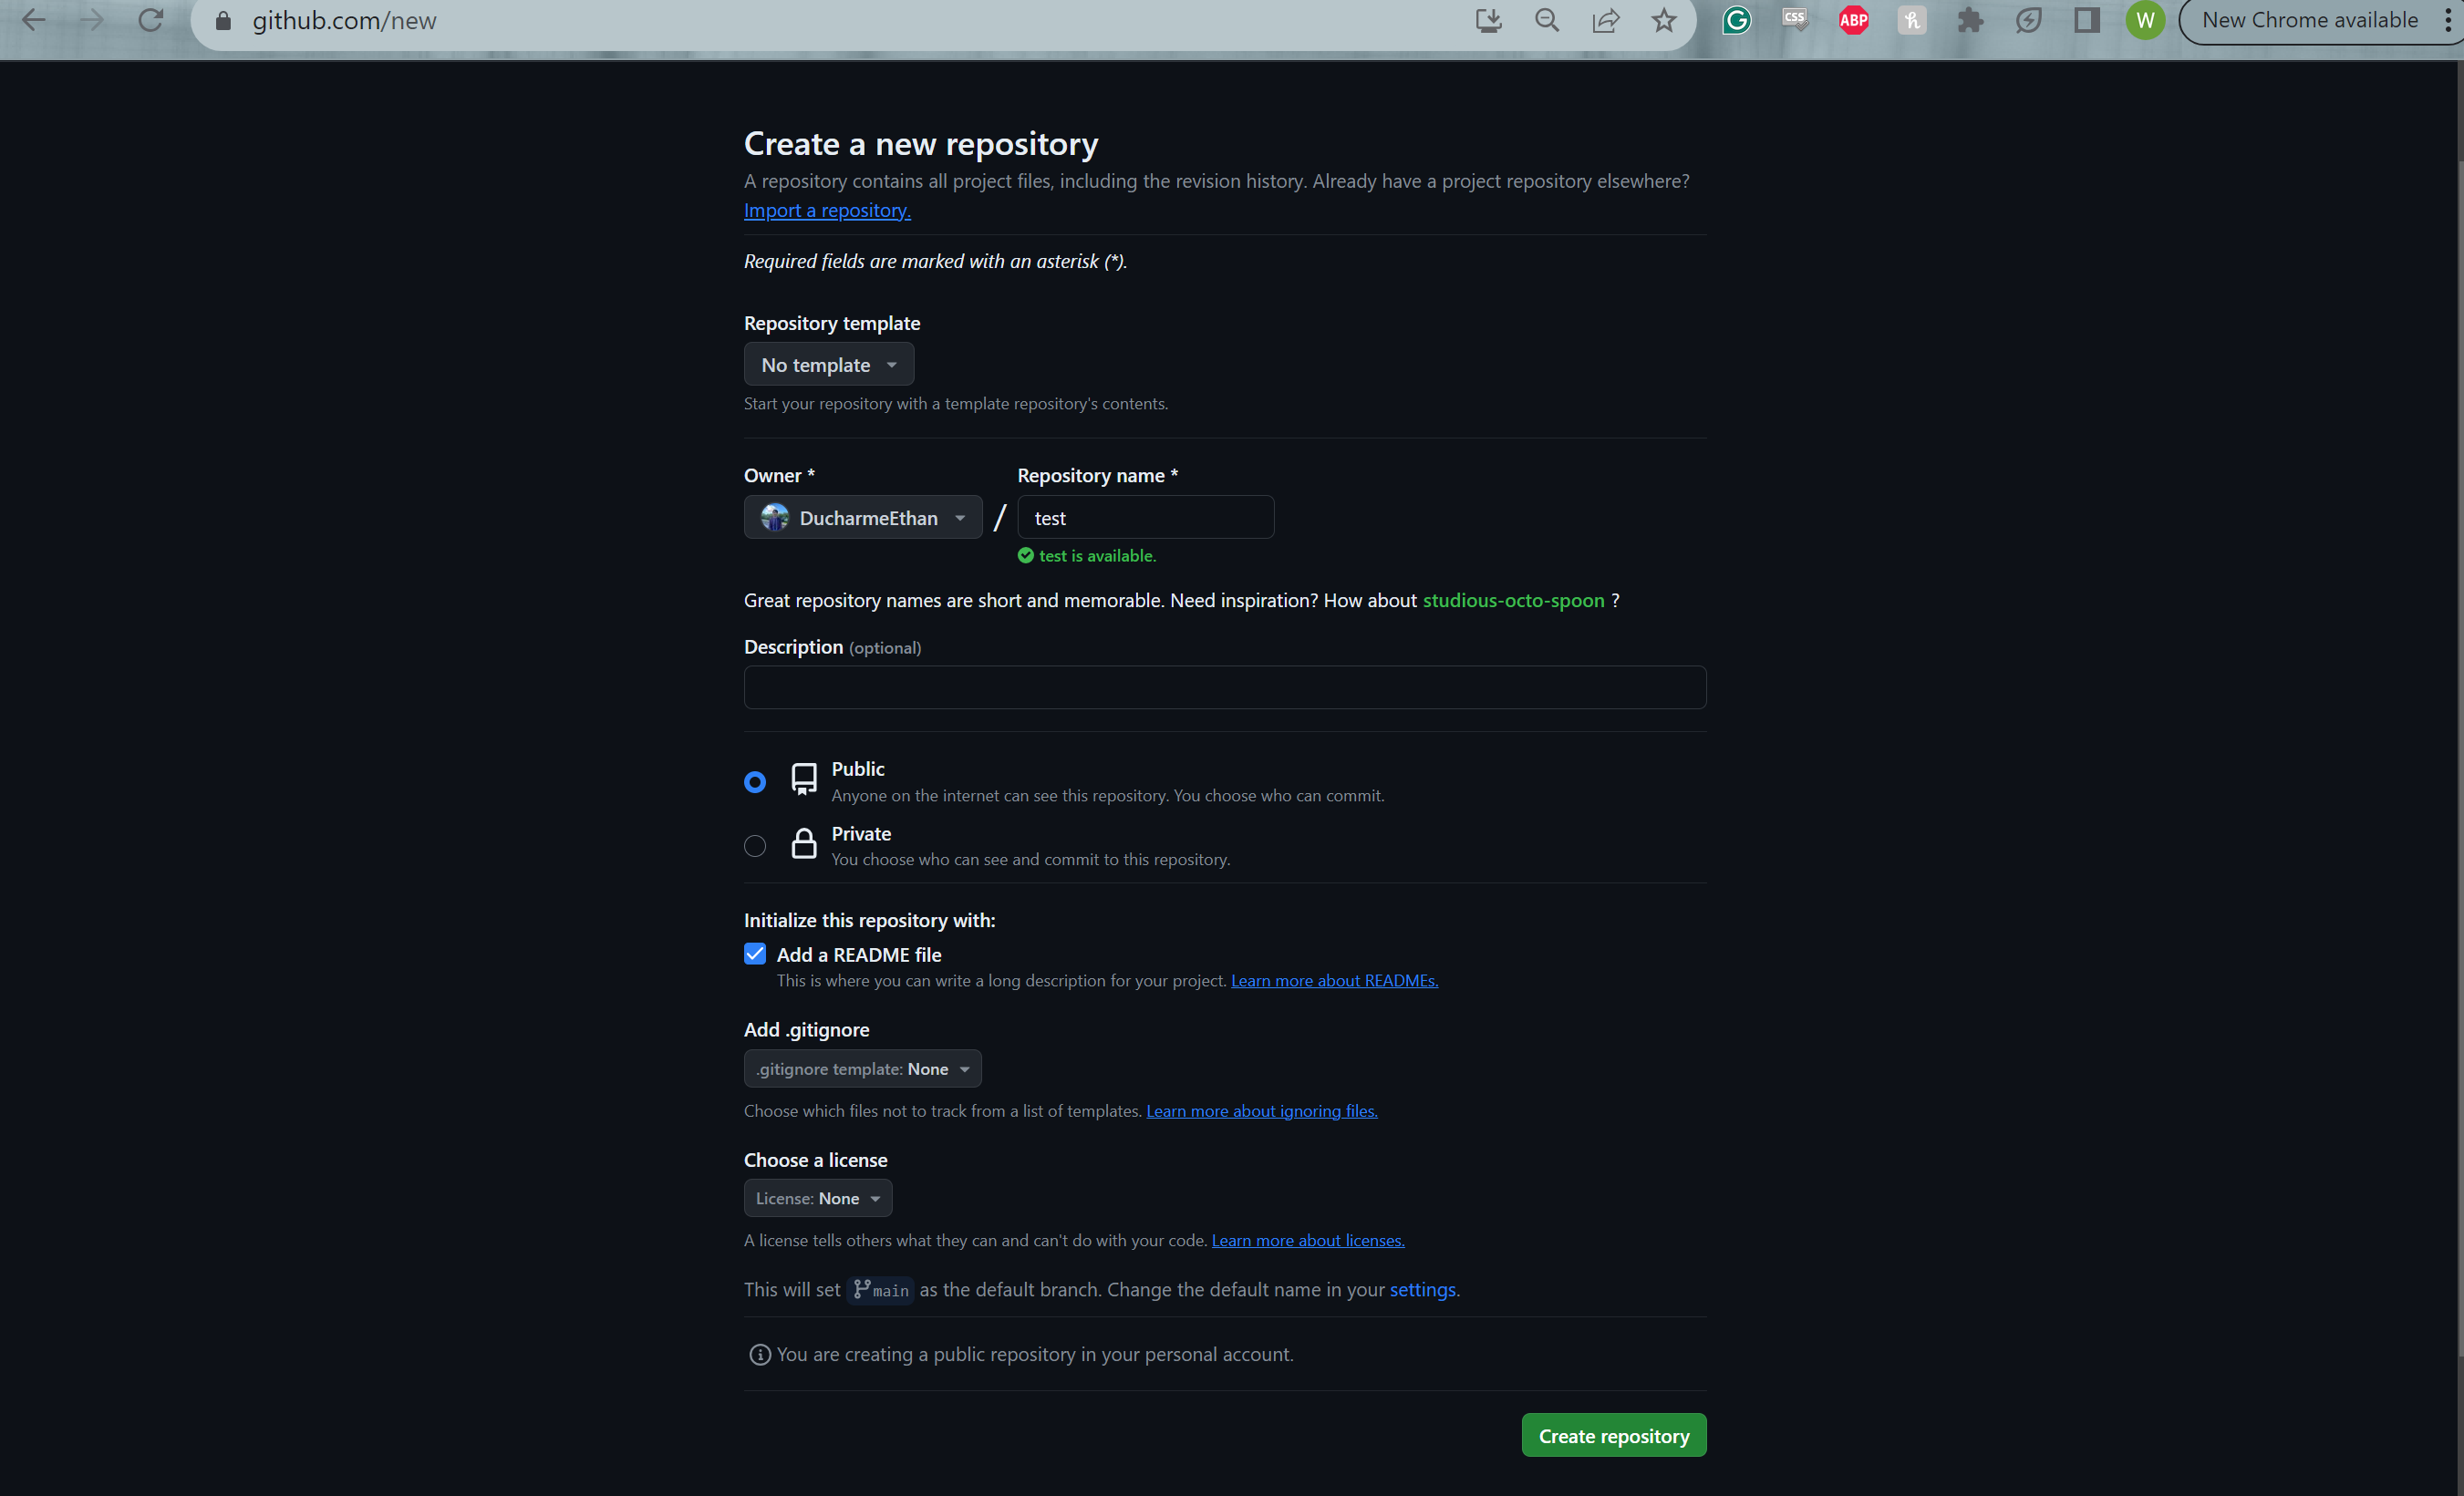 github.com/new
CSS
ABP
h
W
New Chrome available
Create a new repository
A repository contains all project files, including the revision history. Already have a project repository elsewhere?
Import a repository.
Required fields are marked with an asterisk (*).
Repository template
No template
Start your repository with a template repository's contents.
Owner *
Repository name *
DucharmeEthan
/
test
test is available.
Great repository names are short and memorable. Need inspiration? How about studious-octo-spoon ?
Description (optional)
Public
Anyone on the internet can see this repository. You choose who can commit.
Private
You choose who can see and commit to this repository.
Initialize this repository with:
Add a README file
This is where you can write a long description for your project. Learn more about READMEs.
Add .gitignore
.gitignore template: None
Choose which files not to track from a list of templates. Learn more about ignoring files.
Choose a license
License: None
A license tells others what they can and can't do with your code. Learn more about licenses.
This will set main as the default branch. Change the default name in your settings.
You are creating a public repository in your personal account.
Create repository